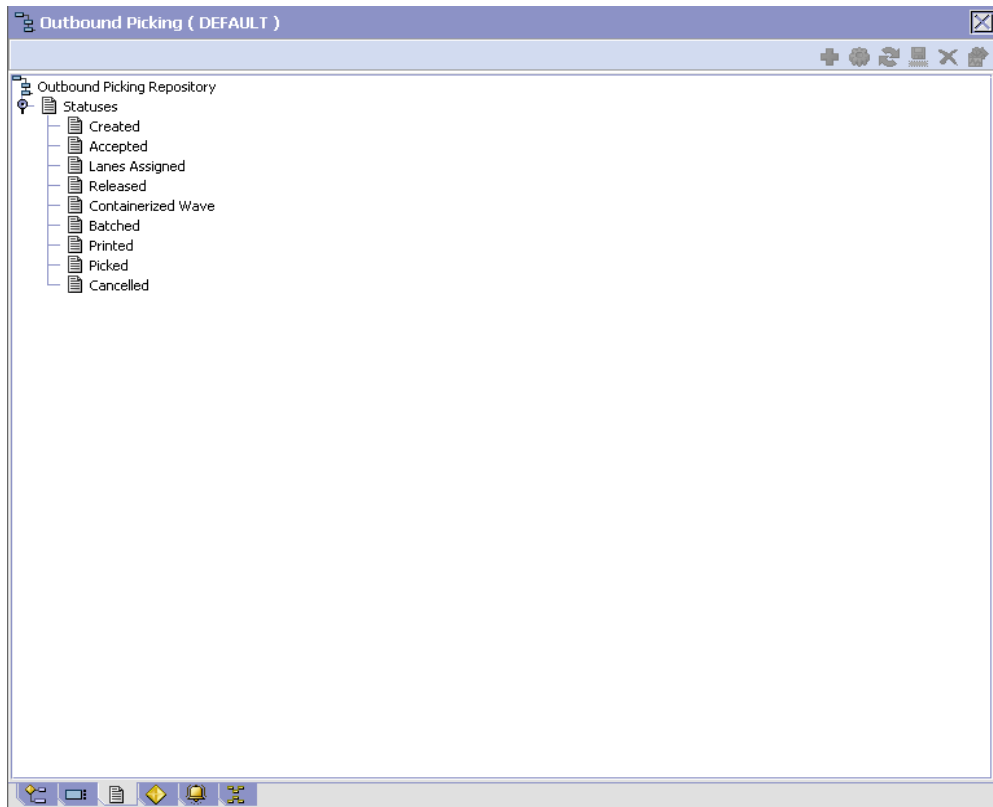 Outbound Picking ( DEFAULT )
Outbound Picking Repository
Statuses
Created
Accepted
Lanes Assigned
Released
Containerized Wave
Batched
Printed
Picked
Cancelled